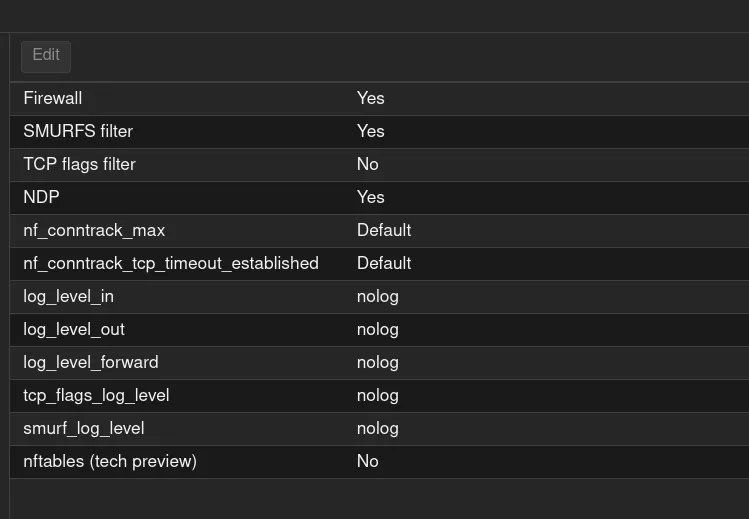 Edit
Firewall Yes
SMURFS filter Yes
TCP flags filter No
NDP Yes
nf_conntrack_max Default
nf_conntrack_tcp_timeout_established Default
log_level_in nolog
log_level_out nolog
log_level_forward nolog
tcp_flags_log_level nolog
smurf_log_level nolog
nftables (tech preview) No